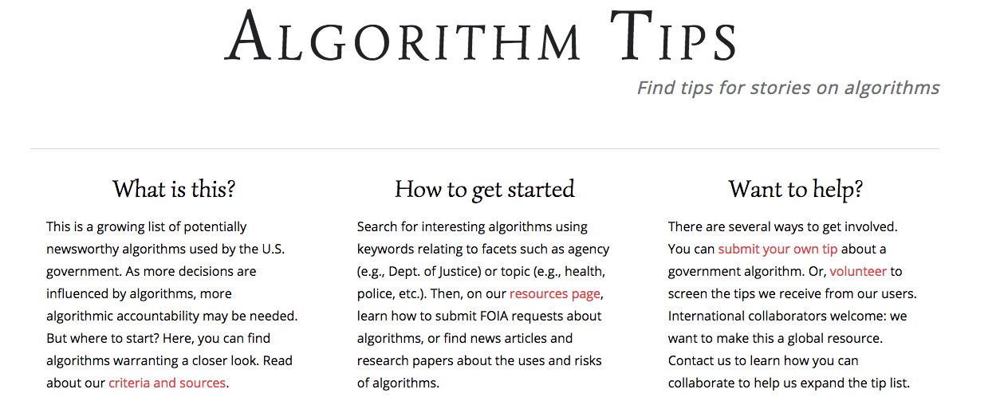 Algorithm Tips
Find tips for stories on algorithms
What is this?
This is a growing list of potentially
newsworthy algorithms used by the U.S.
government. As more decisions are
influenced by algorithms, more
algorithmic accountability may be needed.
But where to start? Here, you can find
algorithms warranting a closer look. Read
about our criteria and sources.
How to get started
Search for interesting algorithms using
keywords relating to facets such as agency
(e.g., Dept. of Justice) or topic (e.g., health,
police, etc.). Then, on our resources page,
learn how to submit FOIA requests about
algorithms, or find news articles and
research papers about the uses and risks
of algorithms.
Want to help?
There are several ways to get involved.
You can submit your own tip about a
government algorithm. Or, volunteer to
screen the tips we receive from our users.
International collaborators welcome: we
want to make this a global resource.
Contact us to learn how you can
collaborate to help us expand the tip list.